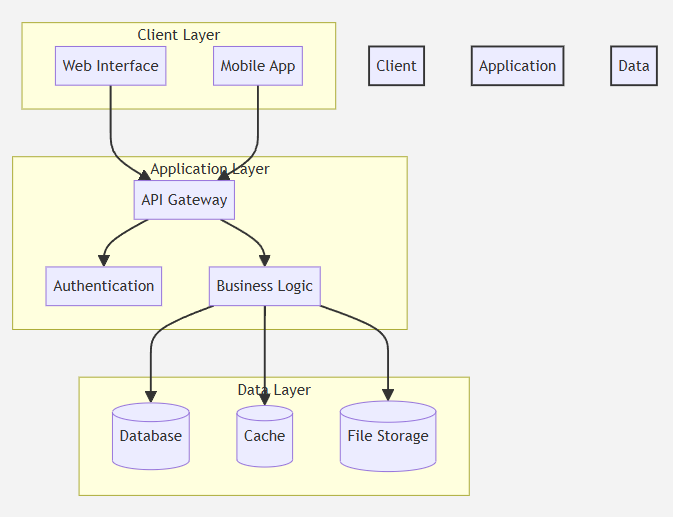 Client Layer
Web Interface
Mobile App
Client
Application
Data
Application Layer
API Gateway
Authentication
Business Logic
Data Layer
Database
Cache
File Storage